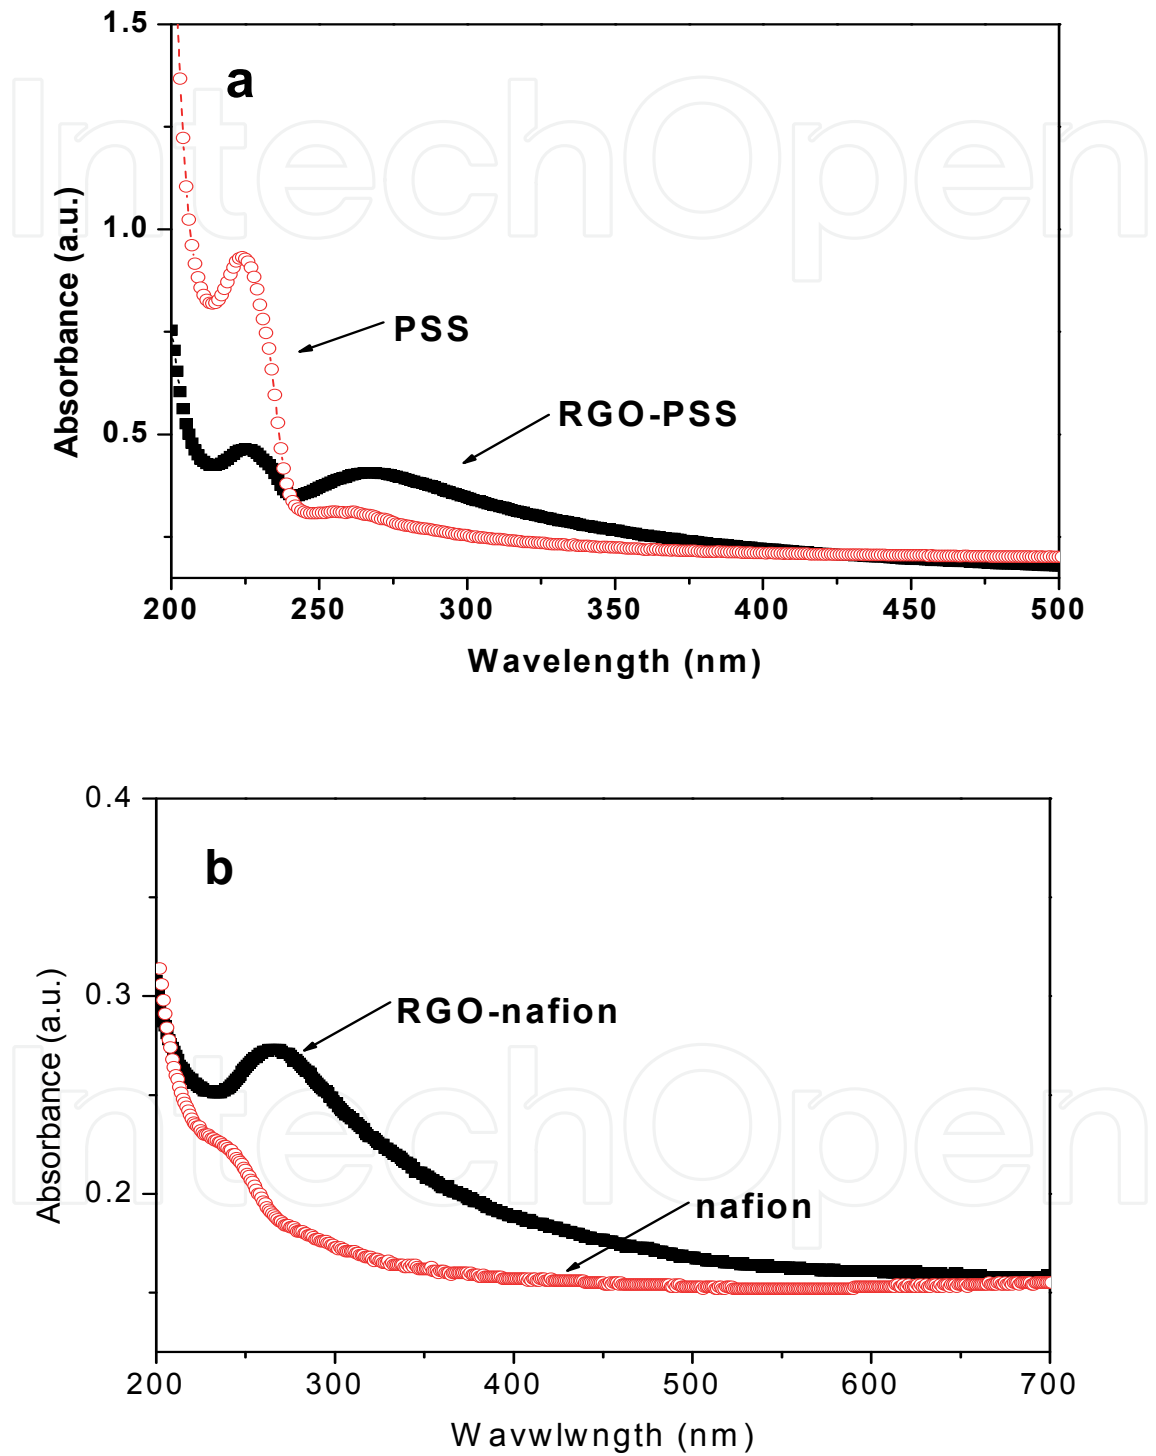 IntechOpen
1.5
a
1.0
Absorbance (a.u.)
PSS
RGO-PSS
0.5
200 250 300 350 400 450 500
Wavelength (nm)
0.4
b
0.3
RGO-nafion
Absorbance (a.u.)
IntechOpen
0.2
nafion
200 300 400 500 600 700
Wavwlwngth (nm)